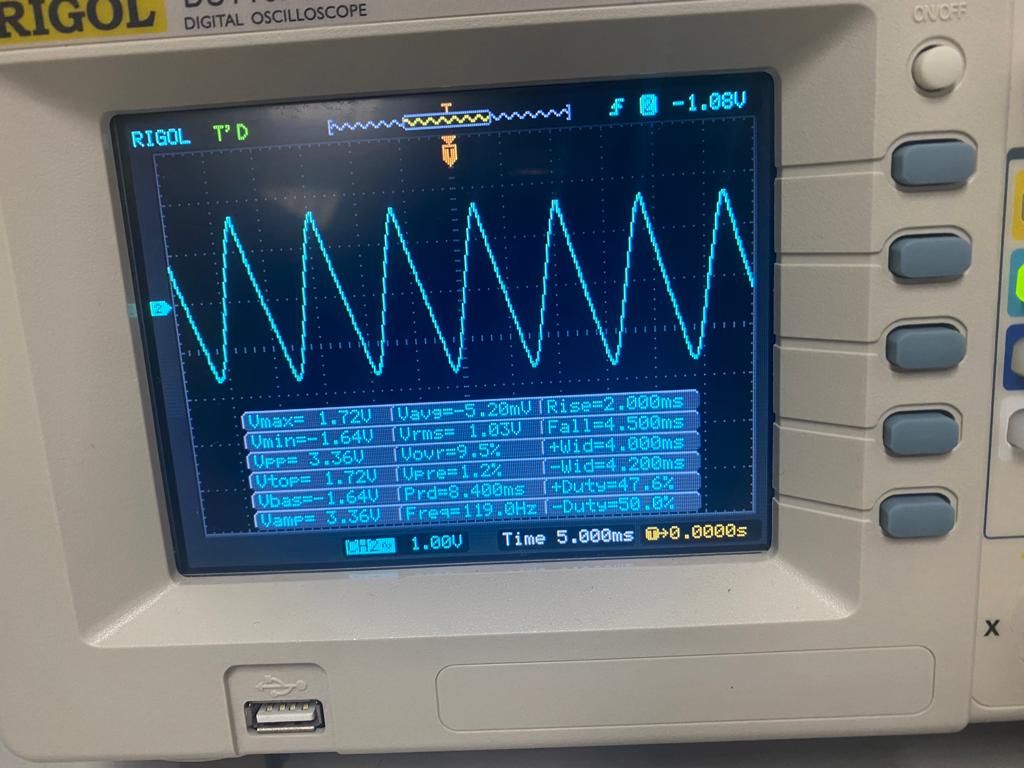 RIGOL
DIGITAL OSCILLOSCOPE
ON/OFF
RIGOL T'D T 2 -1.08V
T
2
Vmax= 1.72V Vavg=-5.20mV Rise=2.000ms
Vmin=-1.64V Vrms= 1.03V Fall=4.500ms
Vpp= 3.36V Vovr=9.5% +Wid=4.000ms
Vtop= 1.72V Vpre=1.2% -Wid=4.200ms
Vbas=-1.64V Prd=8.400ms +Duty=47.6%
Vamp= 3.36V Freq=119.0Hz -Duty=50.0%
CH2 1.00V Time 5.000ms T→0.0000s
X